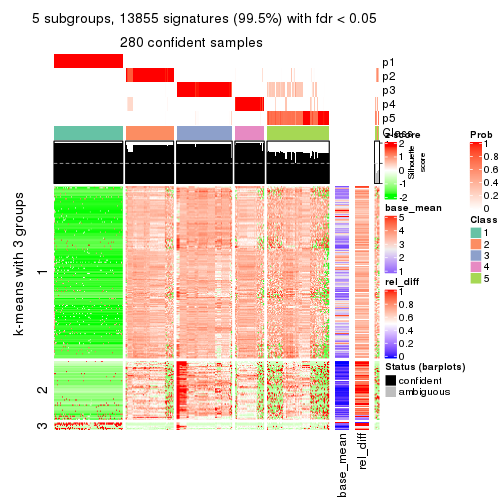 5 subgroups, 13855 signatures (99.5%) with fdr < 0.05
280 confident samples
p1
p2
p3
p4
p5
Class
z-score
2
1
0
-1
-2
Silhouette
score
Prob
1
0.8
0.6
0.4
0.2
0
base_mean
5
4
3
2
1
Class
1
2
3
4
5
rel_diff
1
0.8
0.6
0.4
0.2
0
Status (barplots)
confident
ambiguous
k-means with 3 groups
1
2
3
base_mean
rel_diff